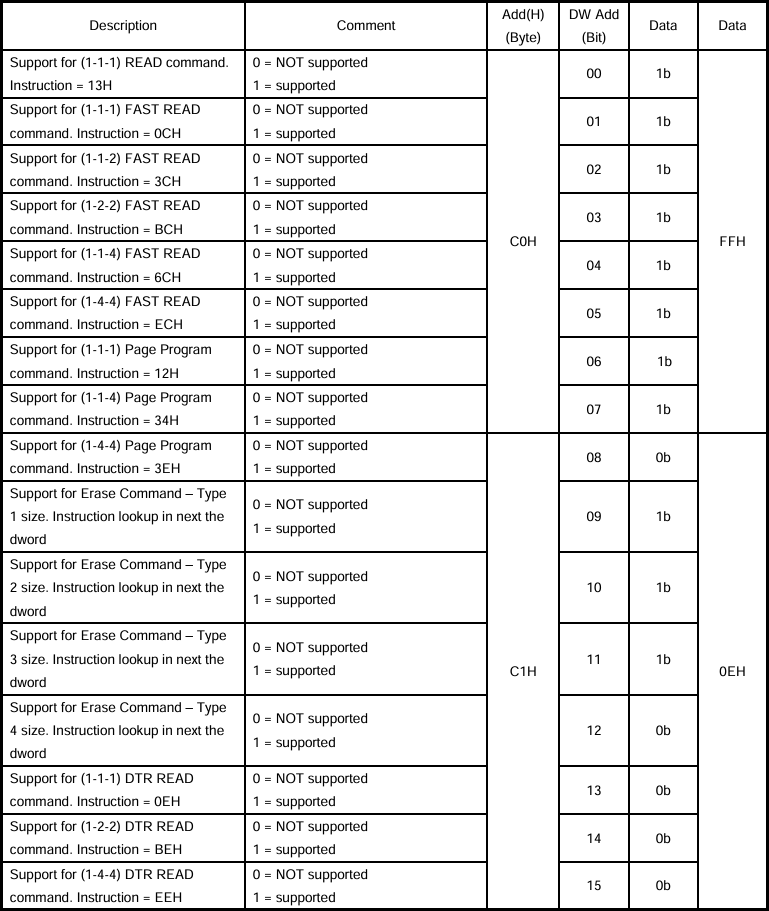 Description Comment Add(H) (Byte) DW Add (Bit) Data Data
Support for (1-1-1) READ command. 0 = NOT supported
Instruction = 13H 1 = supported
00 1b
Support for (1-1-1) FAST READ 0 = NOT supported
command. Instruction = 0CH 1 = supported
01 1b
Support for (1-1-2) FAST READ 0 = NOT supported
command. Instruction = 3CH 1 = supported
02 1b
Support for (1-2-2) FAST READ 0 = NOT supported
command. Instruction = BCH 1 = supported
03 1b
C0H FFH
Support for (1-1-4) FAST READ 0 = NOT supported
command. Instruction = 6CH 1 = supported
04 1b
Support for (1-4-4) FAST READ 0 = NOT supported
command. Instruction = ECH 1 = supported
05 1b
Support for (1-1-1) Page Program 0 = NOT supported
command. Instruction = 12H 1 = supported
06 1b
Support for (1-1-4) Page Program 0 = NOT supported
command. Instruction = 34H 1 = supported
07 1b
Support for (1-4-4) Page Program 0 = NOT supported
command. Instruction = 3EH 1 = supported
08 0b
Support for Erase Command – Type
1 size. Instruction lookup in next the
dword
0 = NOT supported
1 = supported
09 1b
Support for Erase Command – Type
2 size. Instruction lookup in next the
dword
0 = NOT supported
1 = supported
10 1b
Support for Erase Command – Type
3 size. Instruction lookup in next the
dword
0 = NOT supported
1 = supported
11 1b
C1H 0EH
Support for Erase Command – Type
4 size. Instruction lookup in next the
dword
0 = NOT supported
1 = supported
12 0b
Support for (1-1-1) DTR READ 0 = NOT supported
command. Instruction = 0EH 1 = supported
13 0b
Support for (1-2-2) DTR READ 0 = NOT supported
command. Instruction = BEH 1 = supported
14 0b
Support for (1-4-4) DTR READ 0 = NOT supported
command. Instruction = EEH 1 = supported
15 0b